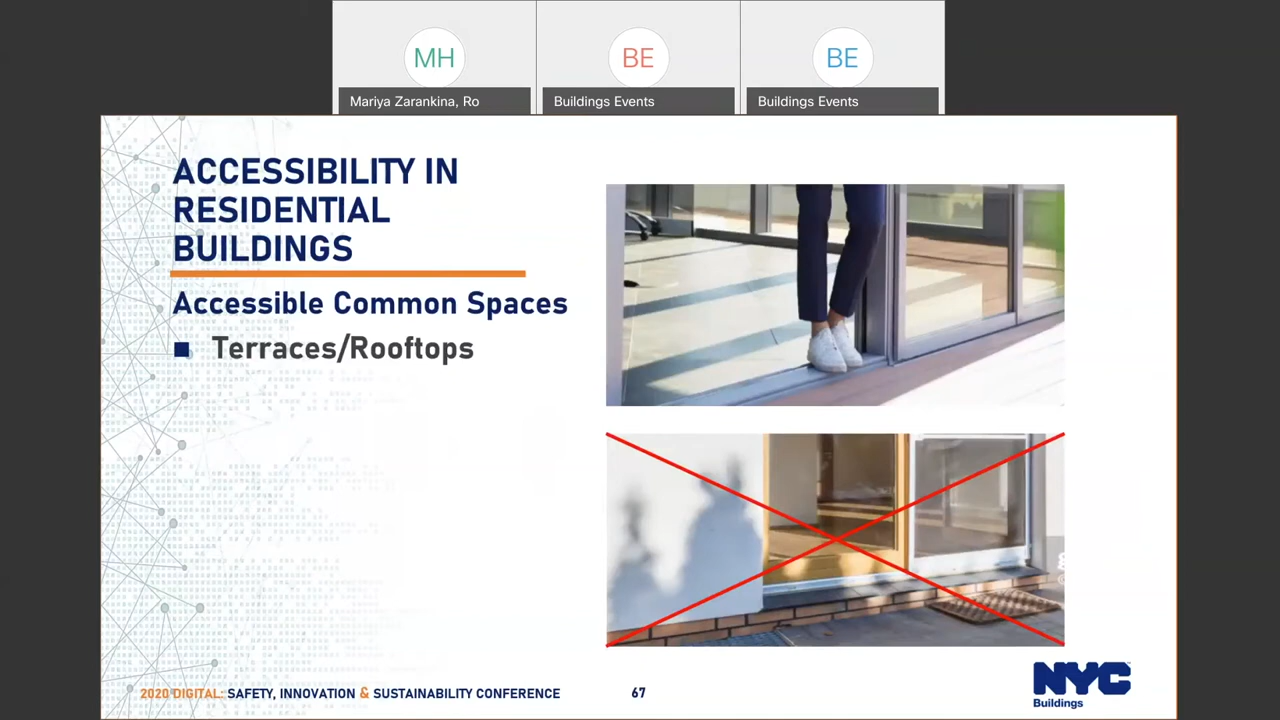 MH
BE
BE
Mariya Zarankina, Ro
Buildings Events
Buildings Events
ACCESSIBILITY IN
RESIDENTIAL
BUILDINGS
Accessible Common Spaces
Terraces/Rooftops
2020 DIGITAL: SAFETY, INNOVATION & SUSTAINABILITY CONFERENCE
67
NYC
Buildings